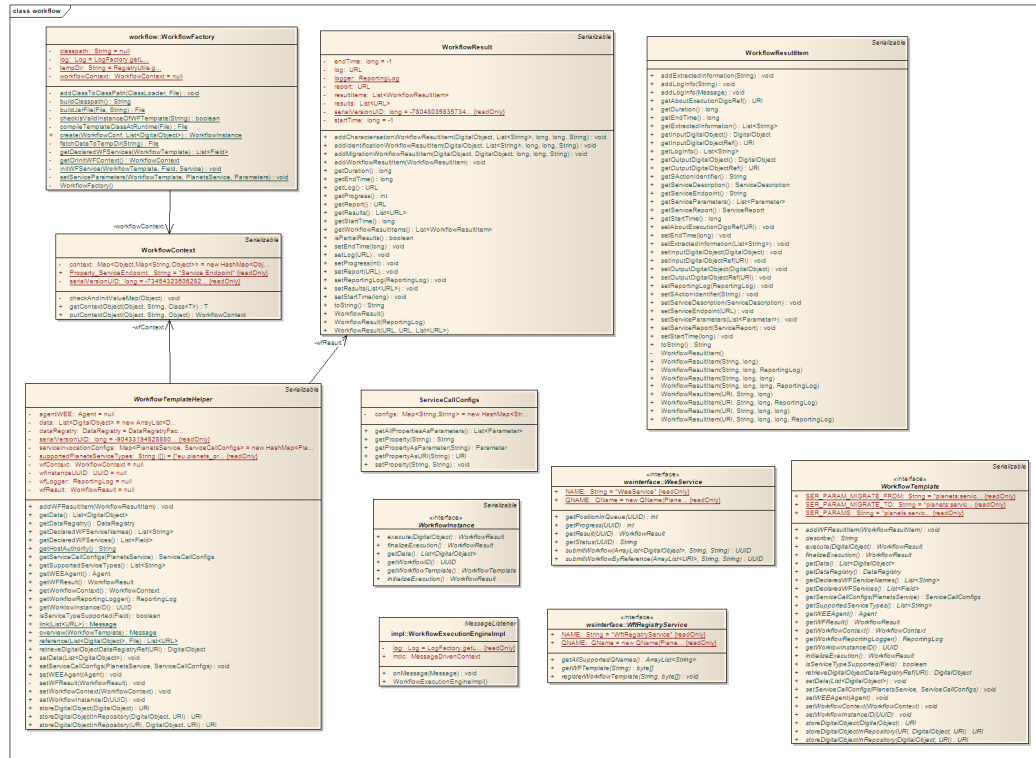 class workflow
workflow::WorkflowFactory
- classpath: String = null
- log: Log = LogFactory.getL...
- tempDir: String = RegistryUtils.g...
- workflowContext: WorkflowContext = null
- addClassToClassPath(ClassLoader, File) : void
- buildClasspath() : String
- buildJarFile(File, String) : File
- checkIsValidInstanceOfWFTemplate(String) : boolean
- compileTemplateClassAtRuntime(File) : File
+ create(WorkflowConf, List<DigitalObject>) : WorkflowInstance
- fetchDataToTempDir(String) : File
- getDeclaredWFServices(WorkflowTemplate) : List<Field>
- getOrInitWFContext() : WorkflowContext
- initWFService(WorkflowTemplate, Field, Service) : void
- setServiceParameters(WorkflowTemplate, PlanetsService, Parameters) : void
- WorkflowFactory()
-workflowContext
Serializable
WorkflowContext
- context: Map<Object,Map<String,Object>> = new HashMap<Obj...
+ Property_ServiceEndpoint: String = "Service Endpoint" {readOnly}
- serialVersionUID: long = -73454323506282... {readOnly}
- checkAndInitValueMap(Object) : void
+ getContextObject(Object, String, Class<T>) : T
+ putContextObject(Object, String, Object) : WorkflowContext
-wfContext
Serializable
WorkflowResult
- endTime: long = -1
- log: URL
- logger: ReportingLog
- report: URL
- resultItems: List<WorkflowResultItem>
- results: List<URL>
- serialVersionUID: long = -78048035635734... {readOnly}
- startTime: long = -1
+ addCharacterisationWorkflowResultItem(DigitalObject, List<String>, long, long, String) : void
+ addIdentificationWorkflowResultItem(DigitalObject, List<String>, long, long, String) : void
+ addMigrationWorkflowResultItem(DigitalObject, DigitalObject, long, long, String) : void
+ addWorkflowResultItem(WorkflowResultItem) : void
+ getDuration() : long
+ getEndTime() : long
+ getLog() : URL
+ getProgress() : int
+ getReport() : URL
+ getResults() : List<URL>
+ getStartTime() : long
+ getWorkflowResultItems() : List<WorkflowResultItem>
+ isPartialResults() : boolean
+ setEndTime(long) : void
+ setLog(URL) : void
+ setProgress(int) : void
+ setReport(URL) : void
+ setReportingLog(ReportingLog) : void
+ setResults(List<URL>) : void
+ setStartTime(long) : void
+ toString() : String
+ WorkflowResult()
+ WorkflowResult(ReportingLog)
+ WorkflowResult(URL, URL, List<URL>)
-wfResult
Serializable
WorkflowResultItem
+ addExtractedInformation(String) : void
+ addLogInfo(String) : void
+ addLogInfo(Message) : void
+ getAboutExecutionDigoRef() : URI
+ getDuration() : long
+ getEndTime() : long
+ getExtractedInformation() : List<String>
+ getInputDigitalObject() : DigitalObject
+ getInputDigitalObjectRef() : URI
+ getLogInfo() : List<String>
+ getOutputDigitalObject() : DigitalObject
+ getOutputDigitalObjectRef() : URI
+ getSActionIdentifier() : String
+ getServiceDescription() : ServiceDescription
+ getServiceEndpoint() : String
+ getServiceParameters() : List<Parameter>
+ getServiceReport() : ServiceReport
+ getStartTime() : long
+ setAboutExecutionDigoRef(URI) : void
+ setEndTime(long) : void
+ setExtractedInformation(List<String>) : void
+ setInputDigitalObject(DigitalObject) : void
+ setInputDigitalObjectRef(URI) : void
+ setOutputDigitalObject(DigitalObject) : void
+ setOutputDigitalObjectRef(URI) : void
+ setReportingLog(ReportingLog) : void
+ setSActionIdentifier(String) : void
+ setServiceDescription(ServiceDescription) : void
+ setServiceEndpoint(URL) : void
+ setServiceParameters(List<Parameter>) : void
+ setServiceReport(ServiceReport) : void
+ setStartTime(long) : void
+ toString() : String
- WorkflowResultItem()
+ WorkflowResultItem(String, long)
+ WorkflowResultItem(String, long, ReportingLog)
+ WorkflowResultItem(String, long, long)
+ WorkflowResultItem(String, long, long, ReportingLog)
+ WorkflowResultItem(URI, String, long, long)
+ WorkflowResultItem(URI, String, long, ReportingLog)
+ WorkflowResultItem(URI, String, long, long)
+ WorkflowResultItem(URI, String, long, long, ReportingLog)
Serializable
WorkflowTemplateHelper
- agentWEE: Agent = null
- data: List<DigitalObject> = new ArrayList<D...
- dataRegistry: DataRegistry = DataRegistryFac...
- serialVersionUID: long = -90433194828880... {readOnly}
- serviceInvocationConfigs: Map<PlanetsService, ServiceCallConfigs> = new HashMap<Pla...
- supportedPlanetsServiceTypes: String ([]) = {"eu.planets_pr... {readOnly}
- wfContext: WorkflowContext = null
- wfInstanceUUID: UUID = null
- wfLogger: ReportingLog = null
- wfResult: WorkflowResult = null
+ addWFResultItem(WorkflowResultItem) : void
+ getData() : List<DigitalObject>
+ getDataRegistry() : DataRegistry
+ getDeclaredWFServiceNames() : List<String>
+ getDeclaredWFServices() : List<Field>
+ getHostAuthority() : String
+ getServiceCallConfigs(PlanetsService) : ServiceCallConfigs
+ getSupportedServiceTypes() : List<String>
+ getWEEAgent() : Agent
+ getWFResult() : WorkflowResult
+ getWorkflowContext() : WorkflowContext
+ getWorkflowReportingLogger() : ReportingLog
+ getWorklowInstanceID() : UUID
+ isServiceTypeSupported(Field) : boolean
+ link(List<URL>) : Message
+ overview(WorkflowTemplate) : Message
+ reference(List<DigitalObject>, File) : List<URL>
+ retrieveDigitalObjectDataRegistryRef(URI) : DigitalObject
+ setData(List<DigitalObject>) : void
+ setServiceCallConfigs(PlanetsService, ServiceCallConfigs) : void
+ setWEEAgent(Agent) : void
+ setWFResult(WorkflowResult) : void
+ setWorkflowContext(WorkflowContext) : void
+ setWorklowInstanceID(UUID) : void
+ storeDigitalObject(DigitalObject) : URI
+ storeDigitalObjectInRepository(DigitalObject, URI) : URI
+ storeDigitalObjectInRepository(URI, DigitalObject, URI) : URI
ServiceCallConfigs
- configs: Map<String,String> = new HashMap<Str...
+ getAllPropertiesAsParameters() : List<Parameter>
+ getProperty(String) : String
+ getPropertyAsParameter(String) : Parameter
+ getPropertyAsURI(String) : URI
+ setProperty(String, String) : void
Serializable
«interface»
WorkflowInstance
+ execute(DigitalObject) : WorkflowResult
+ finalizeExecution() : WorkflowResult
+ getData() : List<DigitalObject>
+ getWorkflowID() : UUID
+ getWorkflowTemplate() : WorkflowTemplate
+ initializeExecution() : WorkflowResult
MessageListener
impl::WorkflowExecutionEngineImpl
- log: Log = LogFactory.getL... {readOnly}
+ mdc: MessageDrivenContext
+ onMessage(Message) : void
+ WorkflowExecutionEngineImpl()
«interface»
wsinterface::WeeService
+ NAME: String = "WeeService" {readOnly}
+ QNAME: QName = new QName(Plane... {readOnly}
+ getPositionInQueue(UUID) : int
+ getProgress(UUID) : int
+ getResult(UUID) : WorkflowResult
+ getStatus(UUID) : String
+ submitWorkflow(ArrayList<DigitalObject>, String, String) : UUID
+ submitWorkflowByReference(ArrayList<URI>, String, String) : UUID
«interface»
wsinterface::WftRegistryService
+ NAME: String = "WftRegistryService" {readOnly}
+ QNAME: QName = new QName(Plane... {readOnly}
+ getAllSupportedQNames() : ArrayList<String>
+ getWFTemplate(String) : byte[]
+ registerWorkflowTemplate(String, byte[]) : void
Serializable
«interface»
WorkflowTemplate
+ SER_PARAM_MIGRATE_FROM: String = "planets:servic... {readOnly}
+ SER_PARAM_MIGRATE_TO: String = "planets:servic... {readOnly}
+ SER_PARAMS: String = "planets:servic... {readOnly}
+ addWFResultItem(WorkflowResultItem) : void
+ describe() : String
+ execute(DigitalObject) : WorkflowResult
+ finalizeExecution() : WorkflowResult
+ getData() : List<DigitalObject>
+ getDataRegistry() : DataRegistry
+ getDeclaredWFServiceNames() : List<String>
+ getDeclaredWFServices() : List<Field>
+ getServiceCallConfigs(PlanetsService) : ServiceCallConfigs
+ getSupportedServiceTypes() : List<String>
+ getWEEAgent() : Agent
+ getWFResult() : WorkflowResult
+ getWorkflowContext() : WorkflowContext
+ getWorkflowReportingLogger() : ReportingLog
+ getWorklowInstanceID() : UUID
+ initializeExecution() : WorkflowResult
+ isServiceTypeSupported(Field) : boolean
+ retrieveDigitalObjectDataRegistryRef(URI) : DigitalObject
+ setData(List<DigitalObject>) : void
+ setServiceCallConfigs(PlanetsService, ServiceCallConfigs) : void
+ setWEEAgent(Agent) : void
+ setWorkflowContext(WorkflowContext) : void
+ setWorklowInstanceID(UUID) : void
+ storeDigitalObject(DigitalObject) : URI
+ storeDigitalObjectInRepository(URI, DigitalObject, URI) : URI
+ storeDigitalObjectInRepository(DigitalObject, URI) : URI